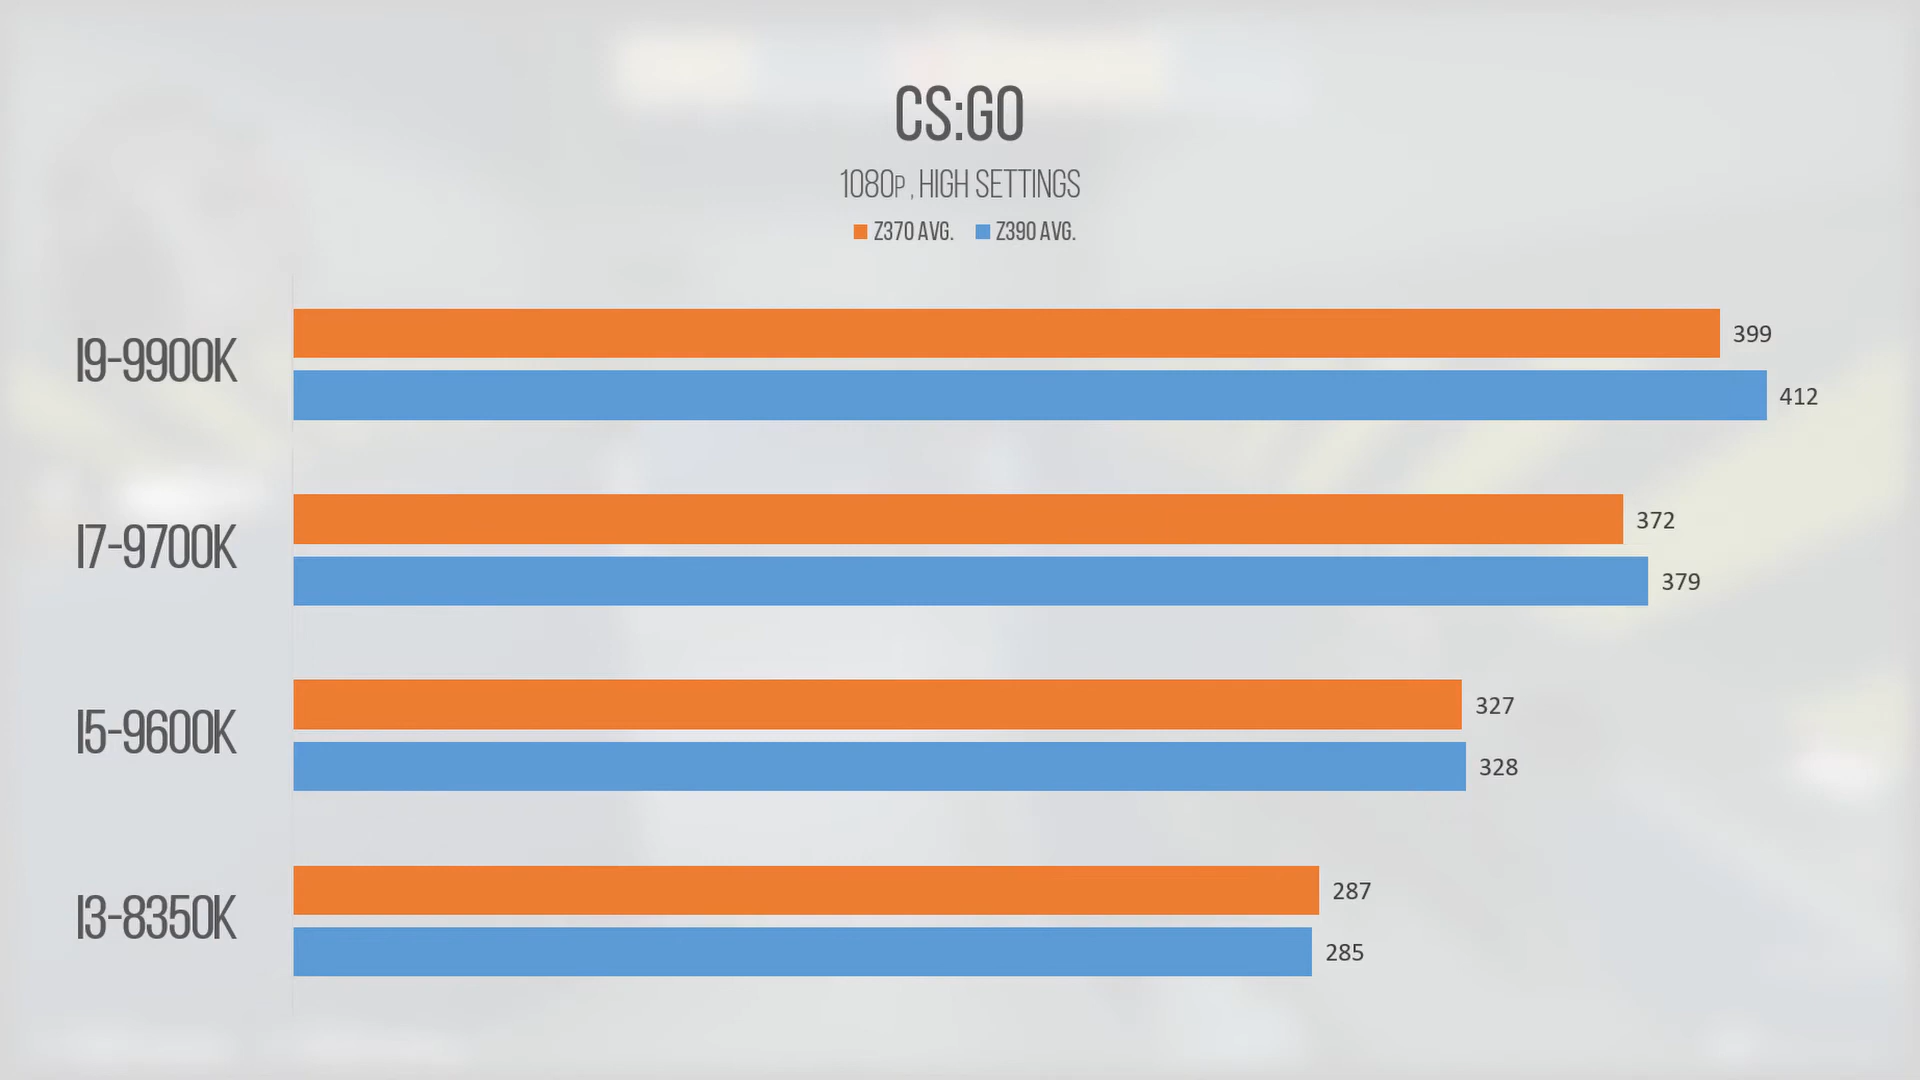 CS:GO
1080P, HIGH SETTINGS
Z370 AVG. Z390 AVG.
I9-9900K
399
412
I7-9700K
372
379
I5-9600K
327
328
I3-8350K
287
285